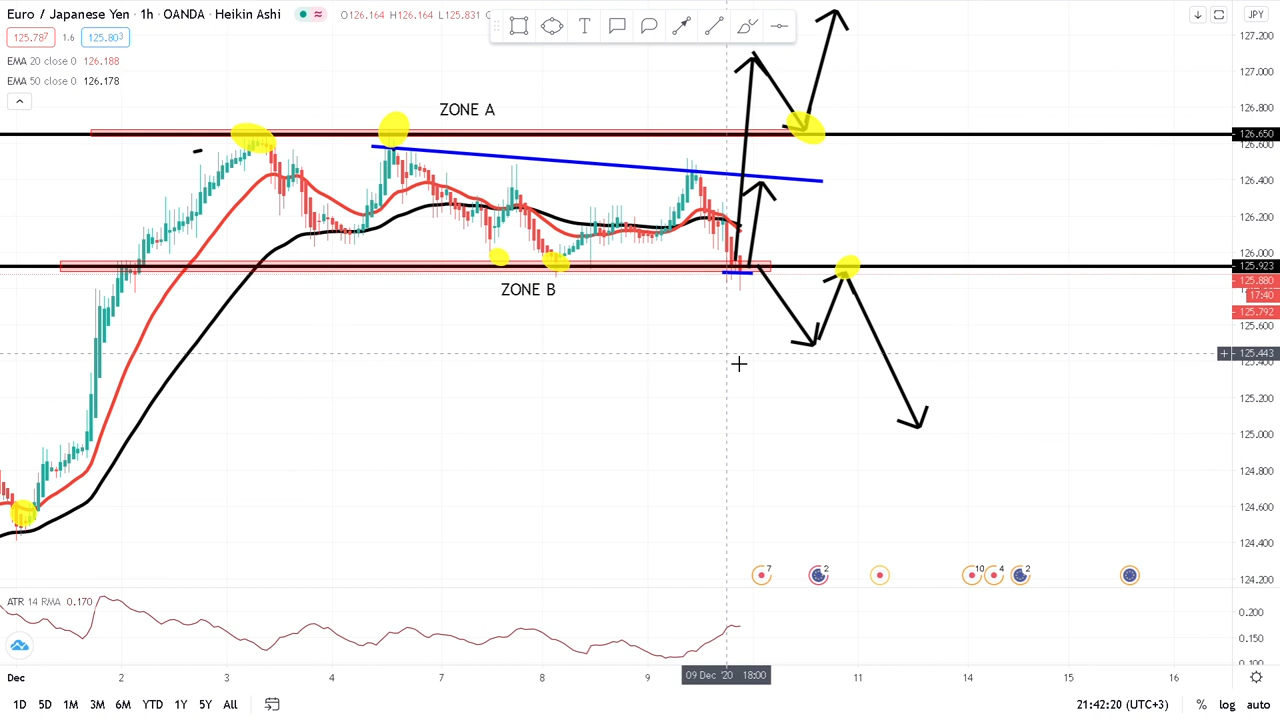 Euro / Japanese Yen · 1h · OANDA · Heikin Ashi
O126.164 H126.164 L125.831
125.787 1.6 125.803
EMA 20 close 0 126.188
EMA 50 close 0 126.178
T
JPY
127.200
127.000
126.800
126.650
126.600
126.400
126.200
126.000
125.923
125.880
17:40
125.792
125.600
125.443
125.200
125.000
124.800
124.600
124.400
124.200
ZONE A
ZONE B
7
2
10
4
2
ATR 14 RMA 0.170
0.200
0.150
0.100
Dec 2 3 4 7 8 9 09 Dec '20 18:00 11 14 15 16
1D 5D 1M 3M 6M YTD 1Y 5Y All
21:42:20 (UTC+3) % log auto